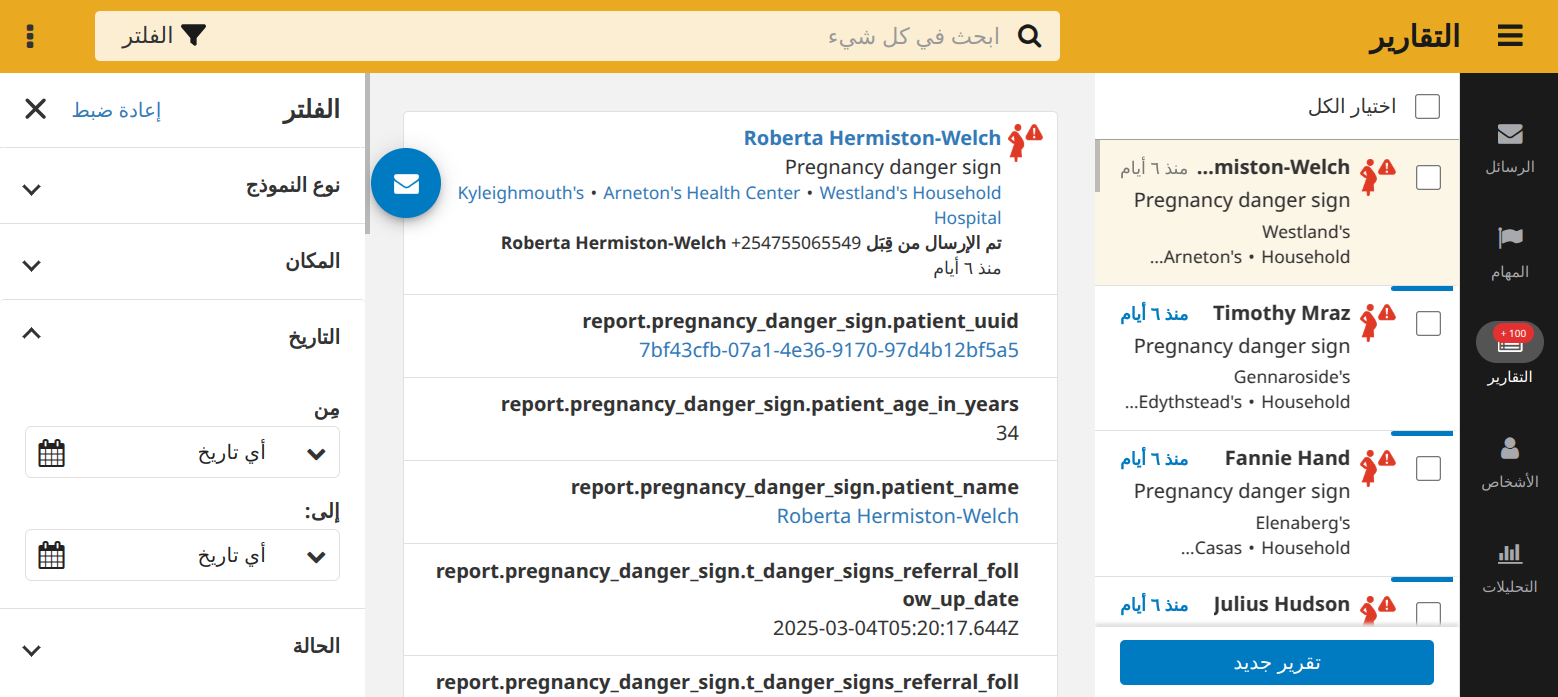 التقارير
ابحث في كل شيء
الفلتر
الرسائل
المهام
100 +
التقارير
الأشخاص
التحليلات
اختيار الكل
...miston-Welch
منذ ٦ أيام
Pregnancy danger sign
Westland's
Household • Arneton's...
Timothy Mraz
منذ ٦ أيام
Pregnancy danger sign
Gennaroside's
Household • Edythstead's...
Fannie Hand
منذ ٦ أيام
Pregnancy danger sign
Elenaberg's
Household • Casas...
Julius Hudson
منذ ٦ أيام
تقرير جديد
Roberta Hermiston-Welch
Pregnancy danger sign
Westland's Household • Arneton's Health Center • Kyleighmouth's
Hospital
تم الإرسال من قِبَل +254755065549 Roberta Hermiston-Welch
منذ ٦ أيام
report.pregnancy_danger_sign.patient_uuid
7bf43cfb-07a1-4e36-9170-97d4b12bf5a5
report.pregnancy_danger_sign.patient_age_in_years
34
report.pregnancy_danger_sign.patient_name
Roberta Hermiston-Welch
report.pregnancy_danger_sign.t_danger_signs_referral_foll
ow_up_date
2025-03-04T05:20:17.644Z
report.pregnancy_danger_sign.t_danger_signs_referral_foll
الفلتر
إعادة ضبط
نوع النموذج
المكان
التاريخ
مِن
أي تاريخ
إلى:
أي تاريخ
الحالة